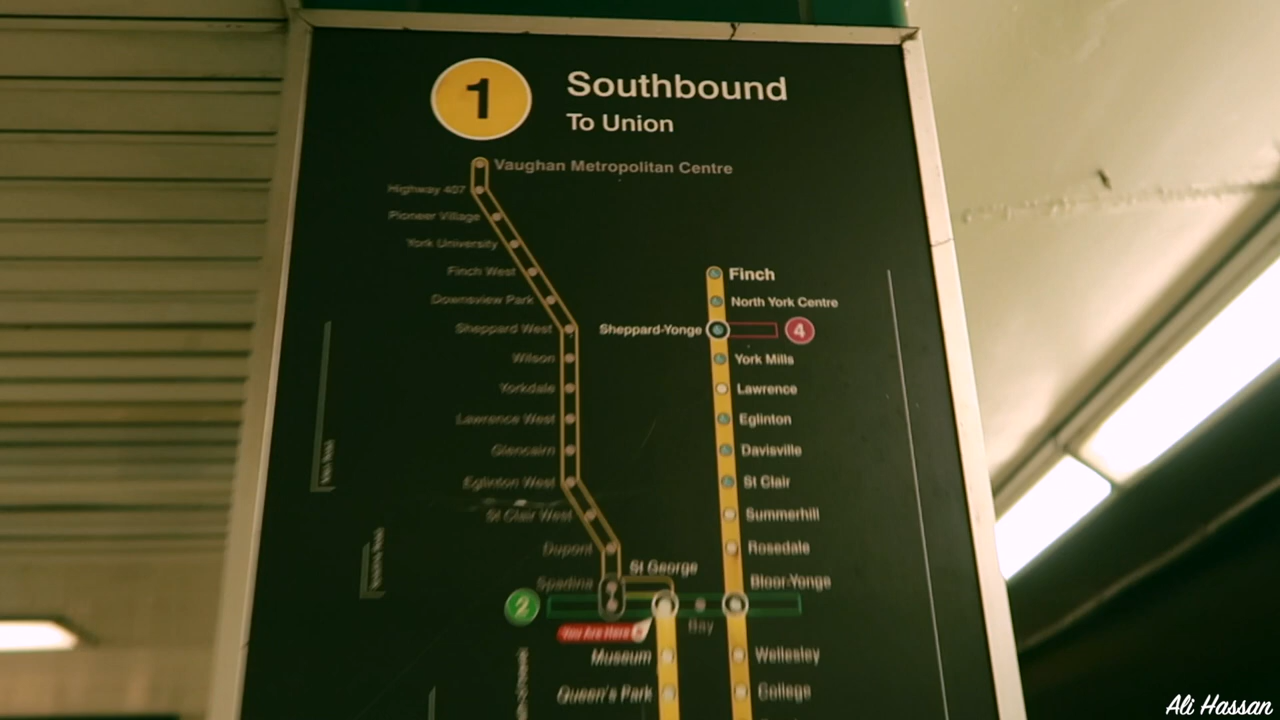 1
Southbound
To Union
Vaughan Metropolitan Centre
Highway 407
Pioneer Village
York University
Finch West
Downsview Park
Sheppard West
Wilson
Yorkdale
Lawrence West
Glencairn
Eglinton West
St Clair West
Dupont
Spadina
St George
Finch
North York Centre
Sheppard-Yonge
4
York Mills
Lawrence
Eglinton
Davisville
St Clair
Summerhill
Rosedale
Bloor-Yonge
2
Bay
You Are Here
Museum
Queen's Park
Wellesley
College
Ali Hassan